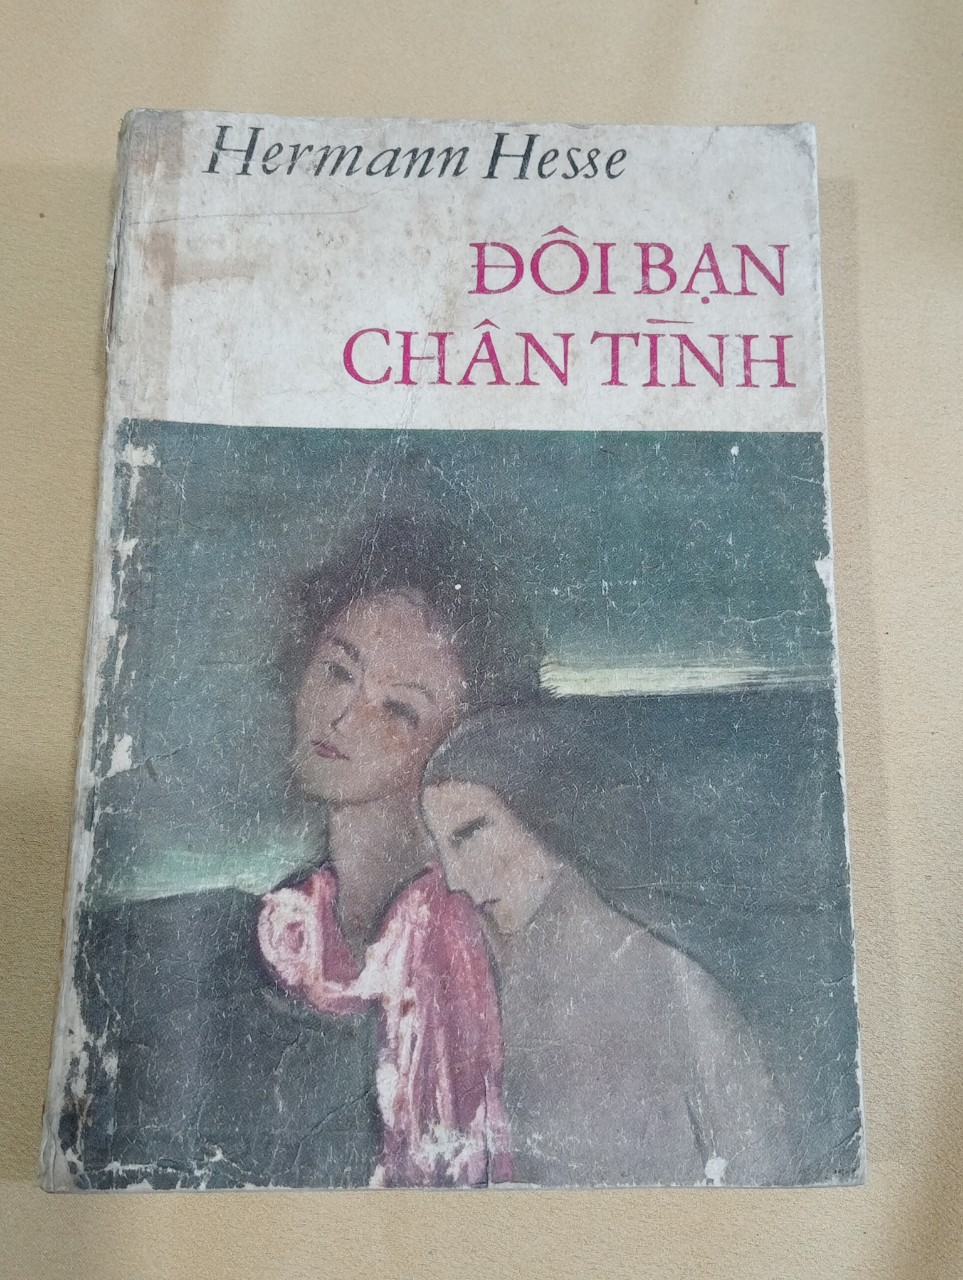 Hermann Hesse
ĐÔI BẠN
CHÂN TÌNH